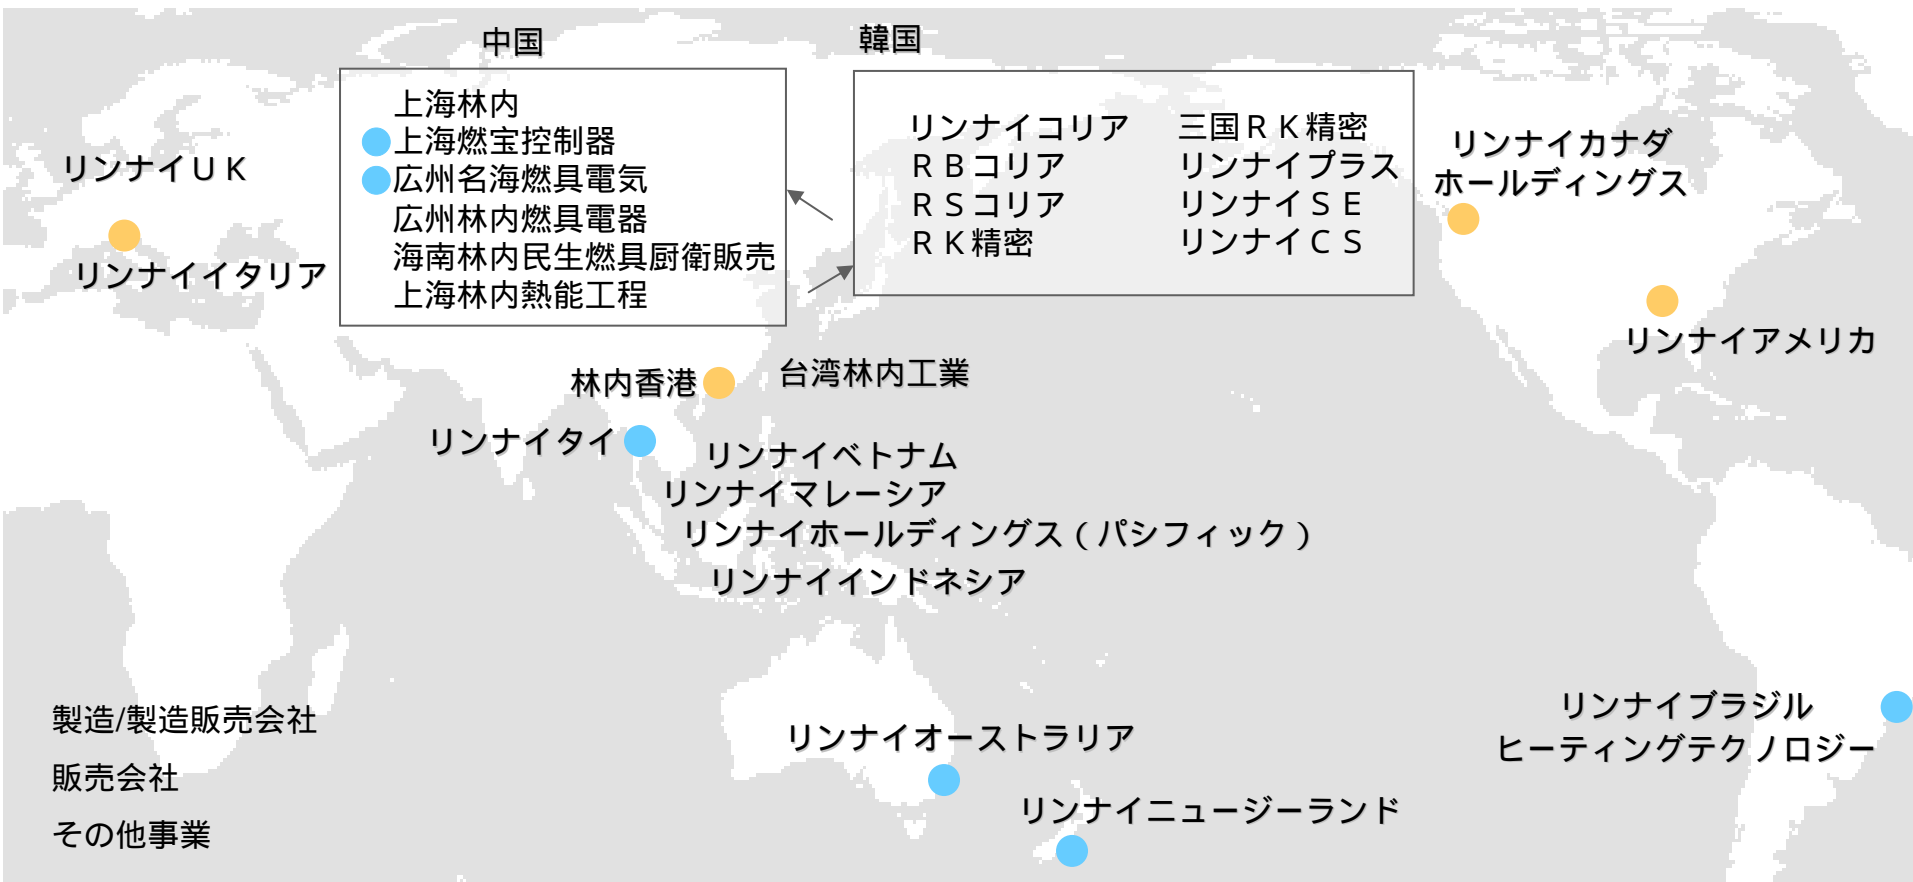 中国
上海林内
上海燃宝控制器
広州名海燃具電気
広州林内燃具電器
海南林内民生燃具厨衛販売
上海林内熱能工程
韓国
リンナイコリア
ＲＢコリア
ＲＳコリア
ＲＫ精密
三国ＲＫ精密
リンナイプラス
リンナイＳＥ
リンナイＣＳ
リンナイＵＫ
リンナイイタリア
リンナイカナダ
ホールディングス
リンナイアメリカ
林内香港
台湾林内工業
リンナイタイ
リンナイベトナム
リンナイマレーシア
リンナイホールディングス（パシフィック）
リンナイインドネシア
リンナイオーストラリア
リンナイニュージーランド
リンナイブラジル
ヒーティングテクノロジー
製造/製造販売会社
販売会社
その他事業